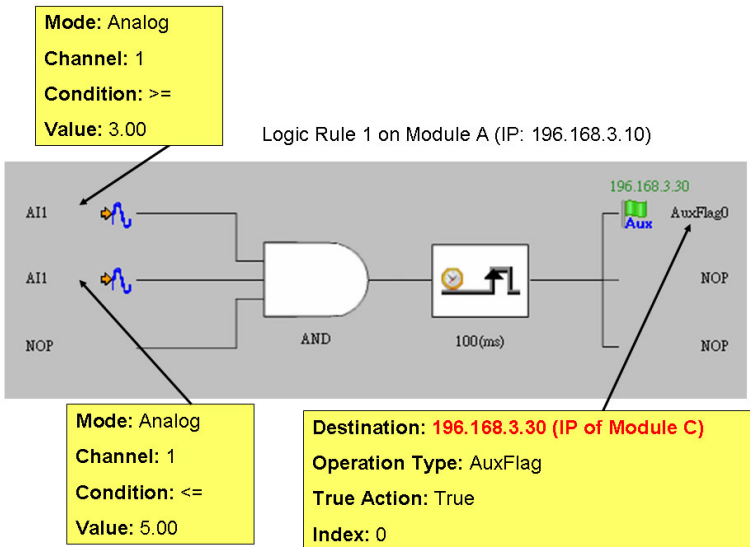 Mode: Analog
Channel: 1
Condition: >=
Value: 3.00
Logic Rule 1 on Module A (IP: 196.168.3.10)
196.168.3.30
AI1
Aux
AuxFlag0
AI1
NOP
NOP
AND
100(ms)
NOP
Mode: Analog
Channel: 1
Condition: <=
Value: 5.00
Destination: 196.168.3.30 (IP of Module C)
Operation Type: AuxFlag
True Action: True
Index: 0